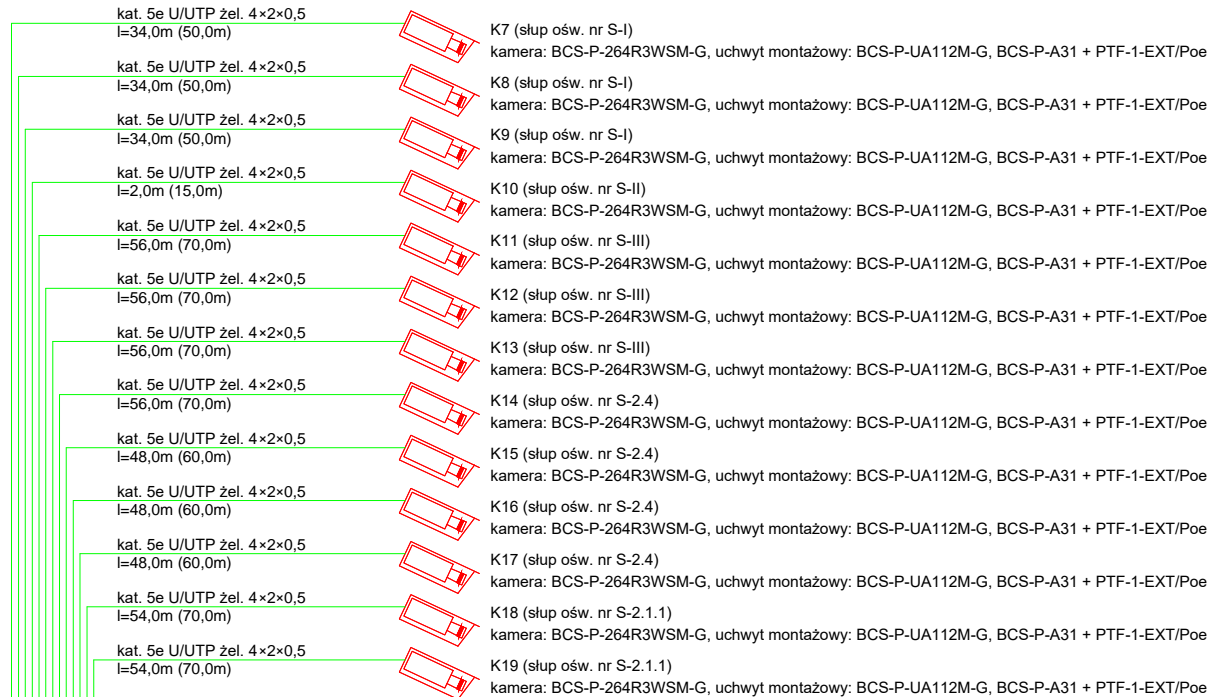 kat. 5e U/UTP żel. 4×2×0,5
l=34,0m (50,0m)
K7 (słup ośw. nr S-I)
kamera: BCS-P-264R3WSM-G, uchwyt montażowy: BCS-P-UA112M-G, BCS-P-A31 + PTF-1-EXT/Poe
kat. 5e U/UTP żel. 4×2×0,5
l=34,0m (50,0m)
K8 (słup ośw. nr S-I)
kamera: BCS-P-264R3WSM-G, uchwyt montażowy: BCS-P-UA112M-G, BCS-P-A31 + PTF-1-EXT/Poe
kat. 5e U/UTP żel. 4×2×0,5
l=34,0m (50,0m)
K9 (słup ośw. nr S-I)
kamera: BCS-P-264R3WSM-G, uchwyt montażowy: BCS-P-UA112M-G, BCS-P-A31 + PTF-1-EXT/Poe
kat. 5e U/UTP żel. 4×2×0,5
l=2,0m (15,0m)
K10 (słup ośw. nr S-II)
kamera: BCS-P-264R3WSM-G, uchwyt montażowy: BCS-P-UA112M-G, BCS-P-A31 + PTF-1-EXT/Poe
kat. 5e U/UTP żel. 4×2×0,5
l=56,0m (70,0m)
K11 (słup ośw. nr S-III)
kamera: BCS-P-264R3WSM-G, uchwyt montażowy: BCS-P-UA112M-G, BCS-P-A31 + PTF-1-EXT/Poe
kat. 5e U/UTP żel. 4×2×0,5
l=56,0m (70,0m)
K12 (słup ośw. nr S-III)
kamera: BCS-P-264R3WSM-G, uchwyt montażowy: BCS-P-UA112M-G, BCS-P-A31 + PTF-1-EXT/Poe
kat. 5e U/UTP żel. 4×2×0,5
l=56,0m (70,0m)
K13 (słup ośw. nr S-III)
kamera: BCS-P-264R3WSM-G, uchwyt montażowy: BCS-P-UA112M-G, BCS-P-A31 + PTF-1-EXT/Poe
kat. 5e U/UTP żel. 4×2×0,5
l=56,0m (70,0m)
K14 (słup ośw. nr S-2.4)
kamera: BCS-P-264R3WSM-G, uchwyt montażowy: BCS-P-UA112M-G, BCS-P-A31 + PTF-1-EXT/Poe
kat. 5e U/UTP żel. 4×2×0,5
l=48,0m (60,0m)
K15 (słup ośw. nr S-2.4)
kamera: BCS-P-264R3WSM-G, uchwyt montażowy: BCS-P-UA112M-G, BCS-P-A31 + PTF-1-EXT/Poe
kat. 5e U/UTP żel. 4×2×0,5
l=48,0m (60,0m)
K16 (słup ośw. nr S-2.4)
kamera: BCS-P-264R3WSM-G, uchwyt montażowy: BCS-P-UA112M-G, BCS-P-A31 + PTF-1-EXT/Poe
kat. 5e U/UTP żel. 4×2×0,5
l=48,0m (60,0m)
K17 (słup ośw. nr S-2.4)
kamera: BCS-P-264R3WSM-G, uchwyt montażowy: BCS-P-UA112M-G, BCS-P-A31 + PTF-1-EXT/Poe
kat. 5e U/UTP żel. 4×2×0,5
l=54,0m (70,0m)
K18 (słup ośw. nr S-2.1.1)
kamera: BCS-P-264R3WSM-G, uchwyt montażowy: BCS-P-UA112M-G, BCS-P-A31 + PTF-1-EXT/Poe
kat. 5e U/UTP żel. 4×2×0,5
l=54,0m (70,0m)
K19 (słup ośw. nr S-2.1.1)
kamera: BCS-P-264R3WSM-G, uchwyt montażowy: BCS-P-UA112M-G, BCS-P-A31 + PTF-1-EXT/Poe